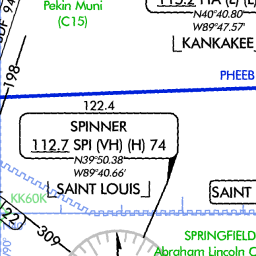 Pekin Muni
(C15)
N40°40.80'
W89°47.57'
KANKAKEE
198
PHEEB
122.4
SPINNER
112.7 SPI (VH) (H) 74
N39°50.38'
W89°40.66'
SAINT LOUIS
SAINT
KK60K
122
309
SPRINGFIELD
Abraham Lincoln C